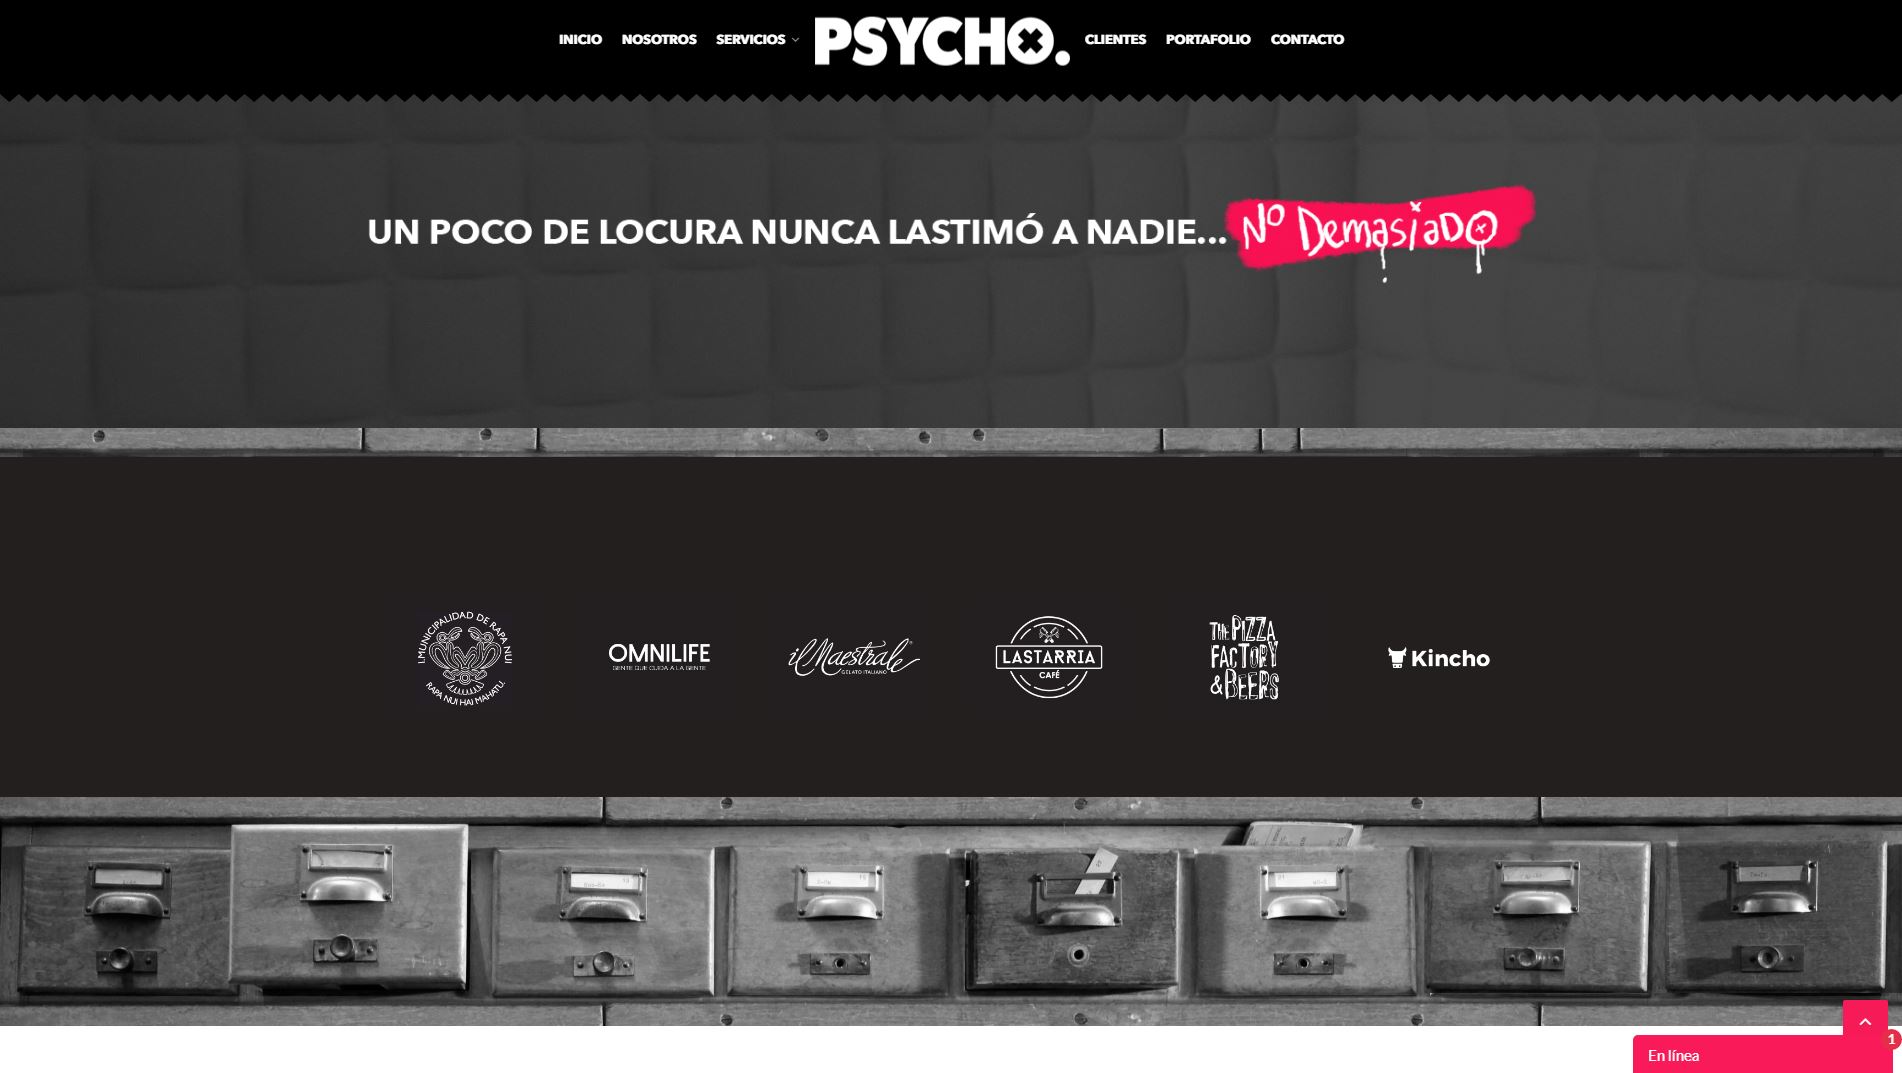 INICIO NOSOTROS SERVICIOS PSYCHO. CLIENTES PORTAFOLIO CONTACTO
UN POCO DE LOCURA NUNCA LASTIMÓ A NADIE... No DemasiaDo
I.MUNICIPALIDAD DE RAPA NUI
RAPA NUI HAI MAHATU.
OMNILIFE
GENTE QUE CUIDA A LA GENTE
il Maestrale
GELATO ITALIANO
LASTARRIA
CAFÉ
THE PIZZA
FACTORY
& BEERS
Kincho
1
En línea